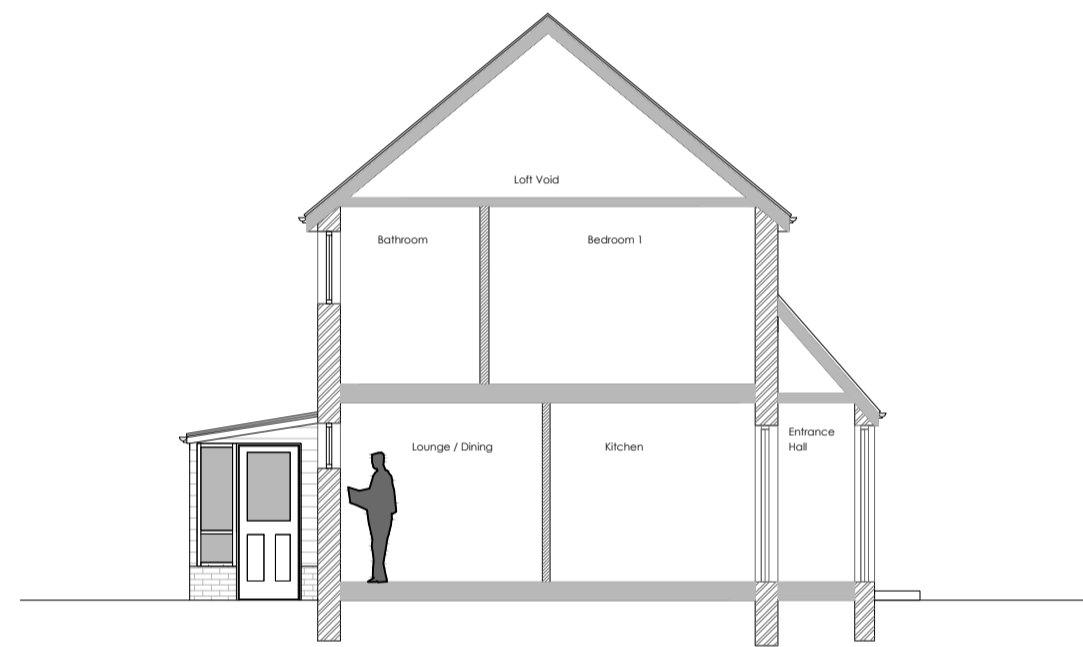 Loft Void
Bathroom
Bedroom 1
Lounge / Dining
Kitchen
Entrance
Hall